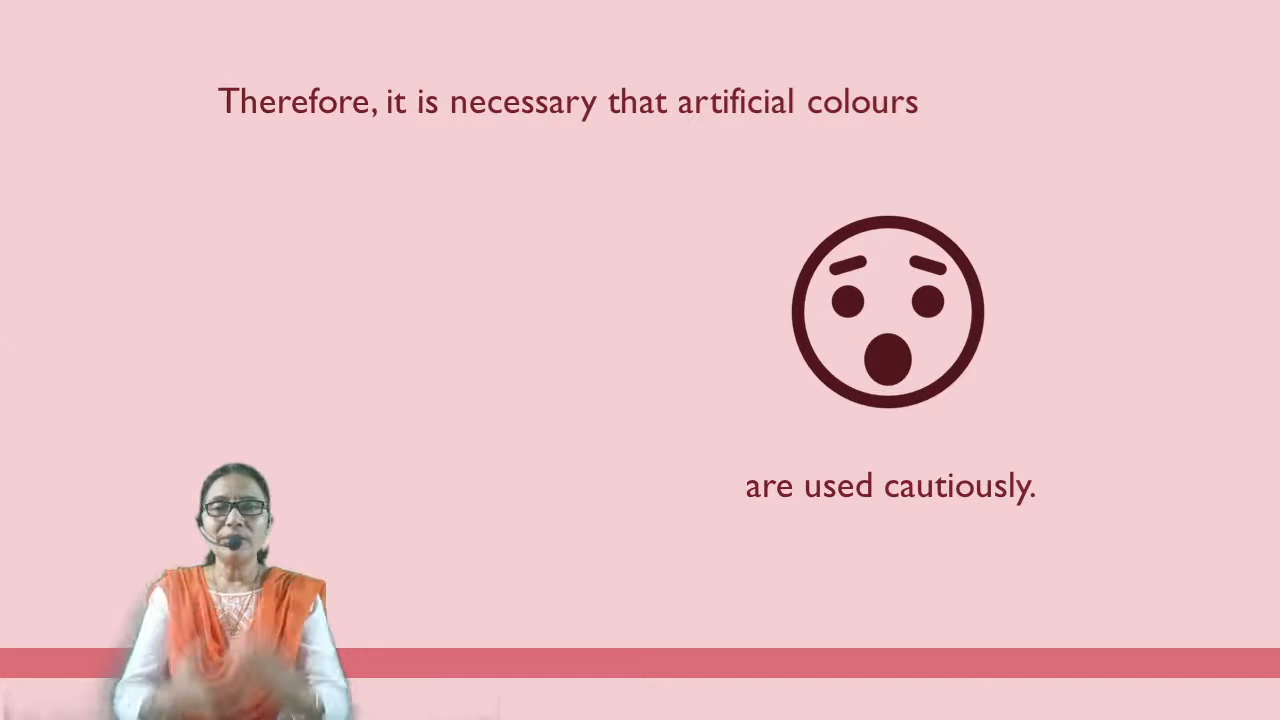 Therefore, it is necessary that artificial colours
are used cautiously.